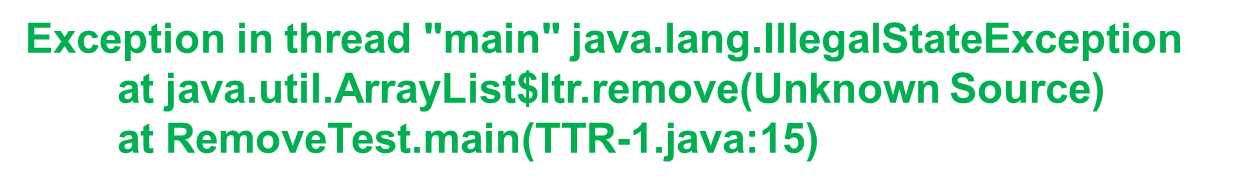 Exception in thread "main" java.lang.IllegalStateException
at java.util.ArrayList$Itr.remove(Unknown Source)
at RemoveTest.main(TTR-1.java:15)